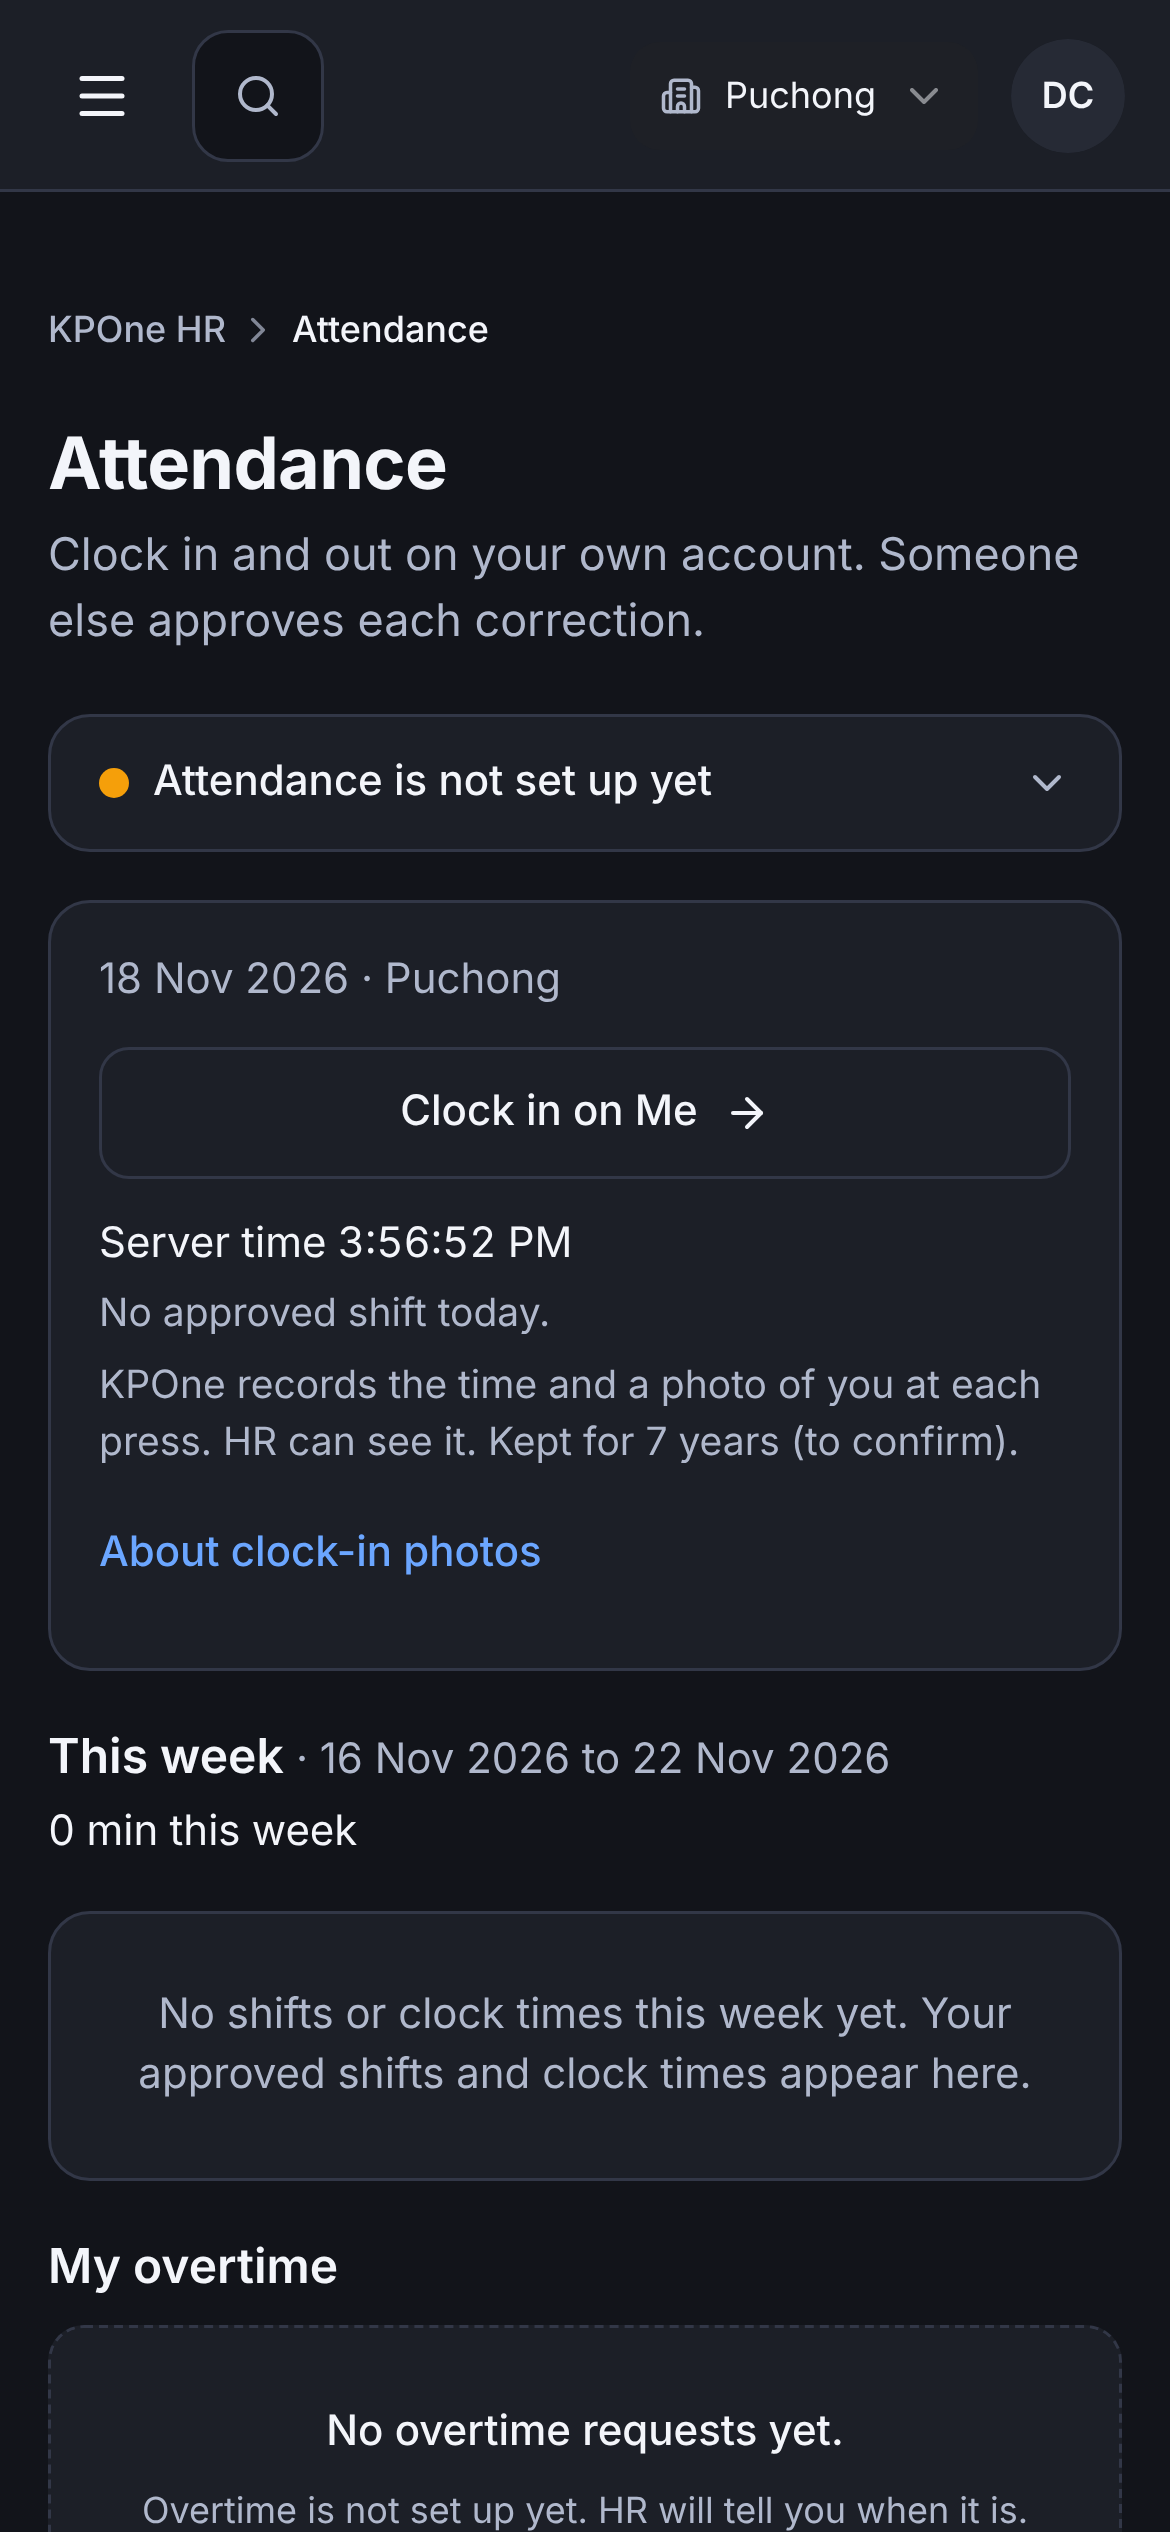 Puchong
DC
KPOne HR > Attendance
Attendance
Clock in and out on your own account. Someone
else approves each correction.
Attendance is not set up yet
18 Nov 2026 · Puchong
Clock in on Me →
Server time 3:56:52 PM
No approved shift today.
KPOne records the time and a photo of you at each
press. HR can see it. Kept for 7 years (to confirm).
About clock-in photos
This week · 16 Nov 2026 to 22 Nov 2026
0 min this week
No shifts or clock times this week yet. Your
approved shifts and clock times appear here.
My overtime
No overtime requests yet.
Overtime is not set up yet. HR will tell you when it is.